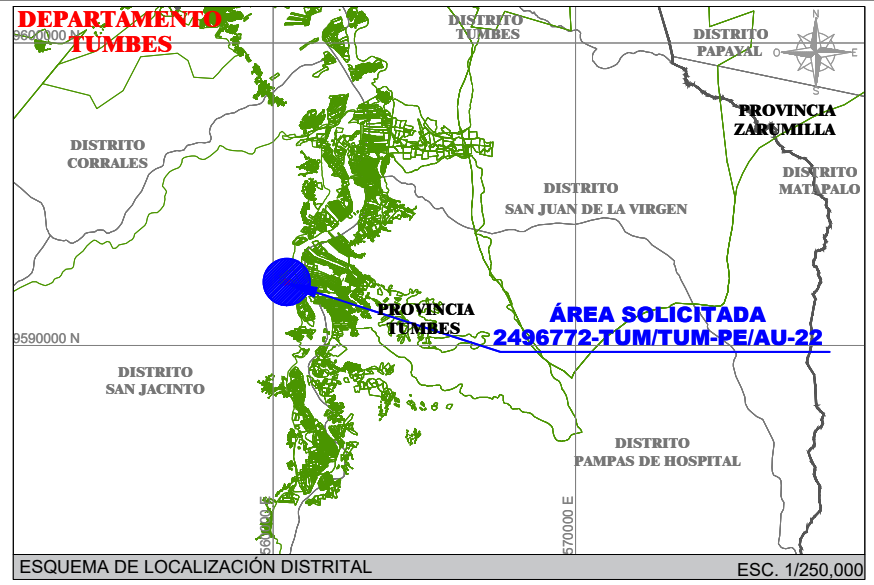 DEPARTAMENTO
TUMBES
9600000 N
DISTRITO
TUMBES
DISTRITO
PAPAYAL
N
O
E
S
PROVINCIA
ZARUMILLA
DISTRITO
CORRALES
DISTRITO
MATAPALO
DISTRITO
SAN JUAN DE LA VIRGEN
PROVINCIA
TUMBES
ÁREA SOLICITADA
2496772-TUM/TUM-PE/AU-22
9590000 N
DISTRITO
SAN JACINTO
DISTRITO
PAMPAS DE HOSPITAL
560000 E
570000 E
ESQUEMA DE LOCALIZACIÓN DISTRITAL
ESC. 1/250,000